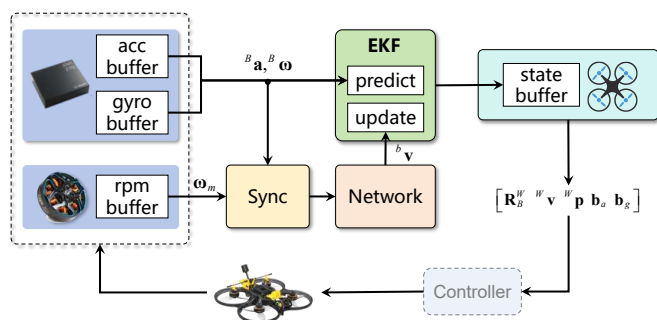 acc
buffer
gyro
buffer
rpm
buffer
ᴮa, ᴮω
ωₘ
Sync
Network
EKF
predict
update
ᵇv
state
buffer
[R_B^W ᵂv ᵂp b_a b_g]
Controller